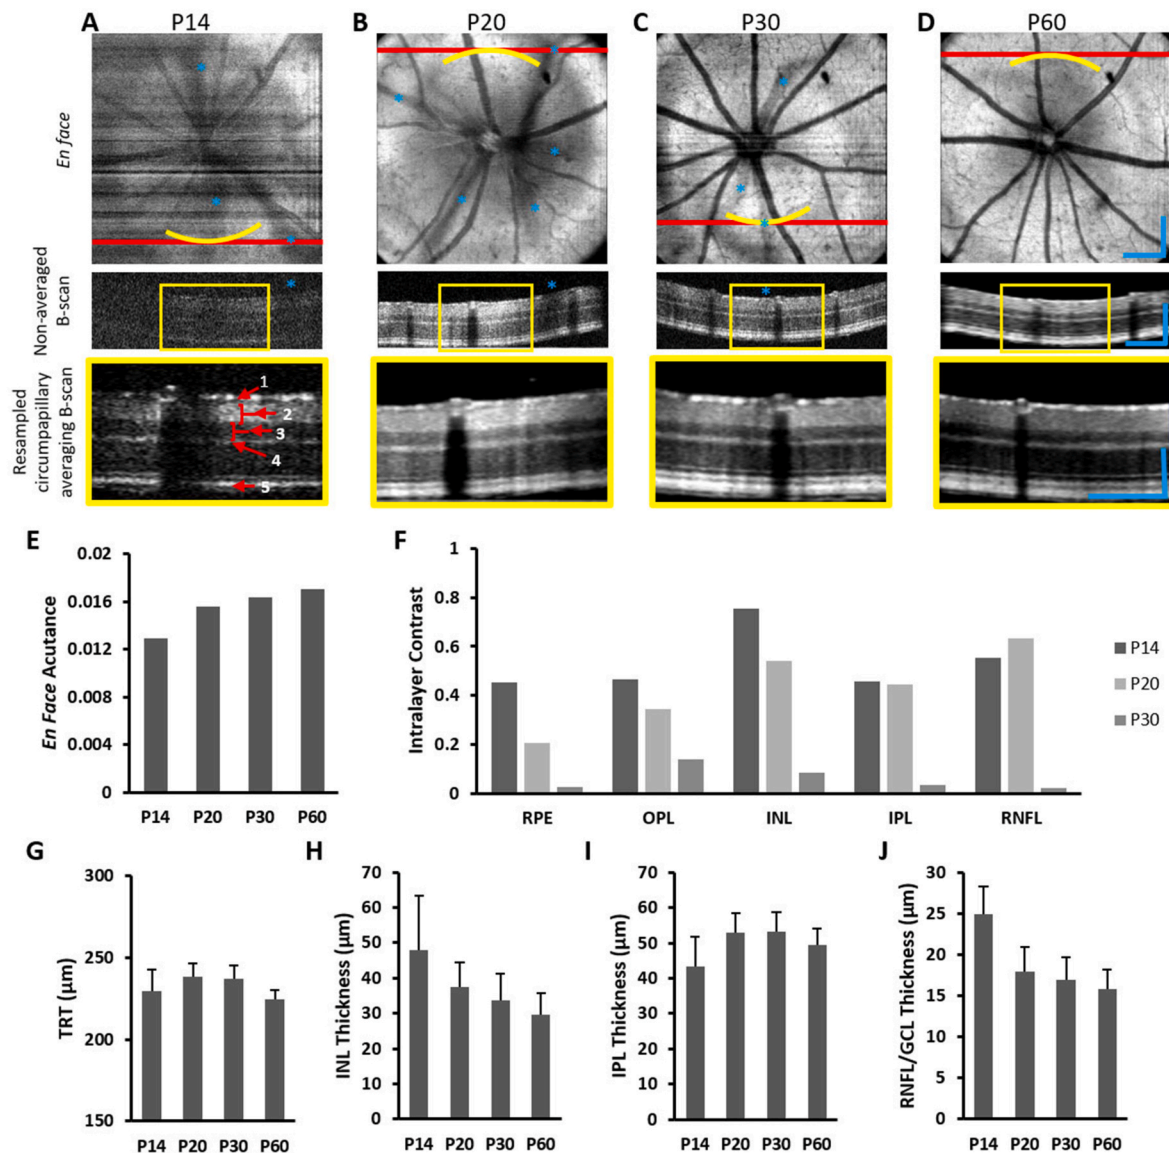 A P14 B P20 C P30 D P60
En face
Non-averaged
B-scan
Resampled
circumpapillary
averaging B-scan
1
2
3
4
5
E
En Face Acutance
0.02
0.016
0.012
0.008
0.004
0
P14 P20 P30 P60
F
Intralayer Contrast
1
0.8
0.6
0.4
0.2
0
RPE OPL INL IPL RNFL
P14
P20
P30
G
TRT (µm)
300
250
200
150
P14 P20 P30 P60
H
INL Thickness (µm)
70
60
50
40
30
20
10
0
P14 P20 P30 P60
I
IPL Thickness (µm)
70
60
50
40
30
20
10
0
P14 P20 P30 P60
J
RNFL/GCL Thickness (µm)
30
25
20
15
10
5
0
P14 P20 P30 P60